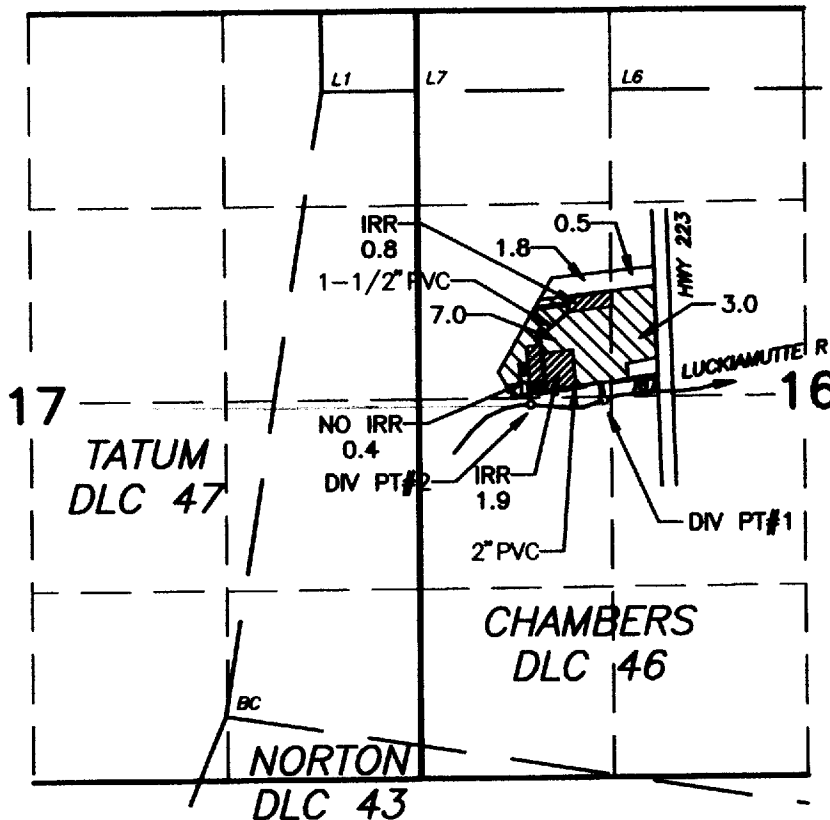 L1
L7
L6
IRR
0.8
0.5
1.8
1-1/2" PVC
HWY 223
7.0
3.0
LUCKIAMUTTE R
17
16
NO IRR
0.4
TATUM
DLC 47
DIV PT#2
IRR
1.9
DIV PT#1
2" PVC
CHAMBERS
DLC 46
BC
NORTON
DLC 43